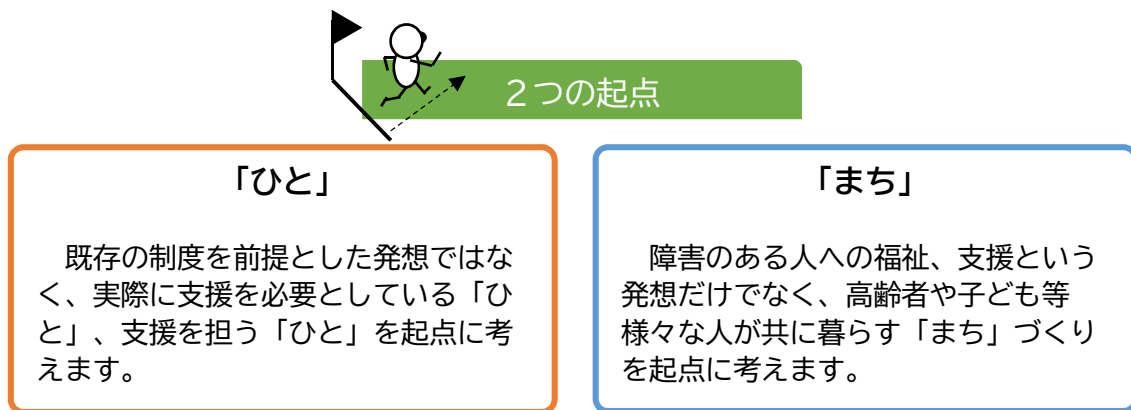 ２つの起点
「ひと」
　既存の制度を前提とした発想ではな
く、実際に支援を必要としている「ひ
と」、支援を担う「ひと」を起点に考
えます。
「まち」
　障害のある人への福祉、支援という
発想だけでなく、高齢者や子ども等
様々な人が共に暮らす「まち」づくり
を起点に考えます。